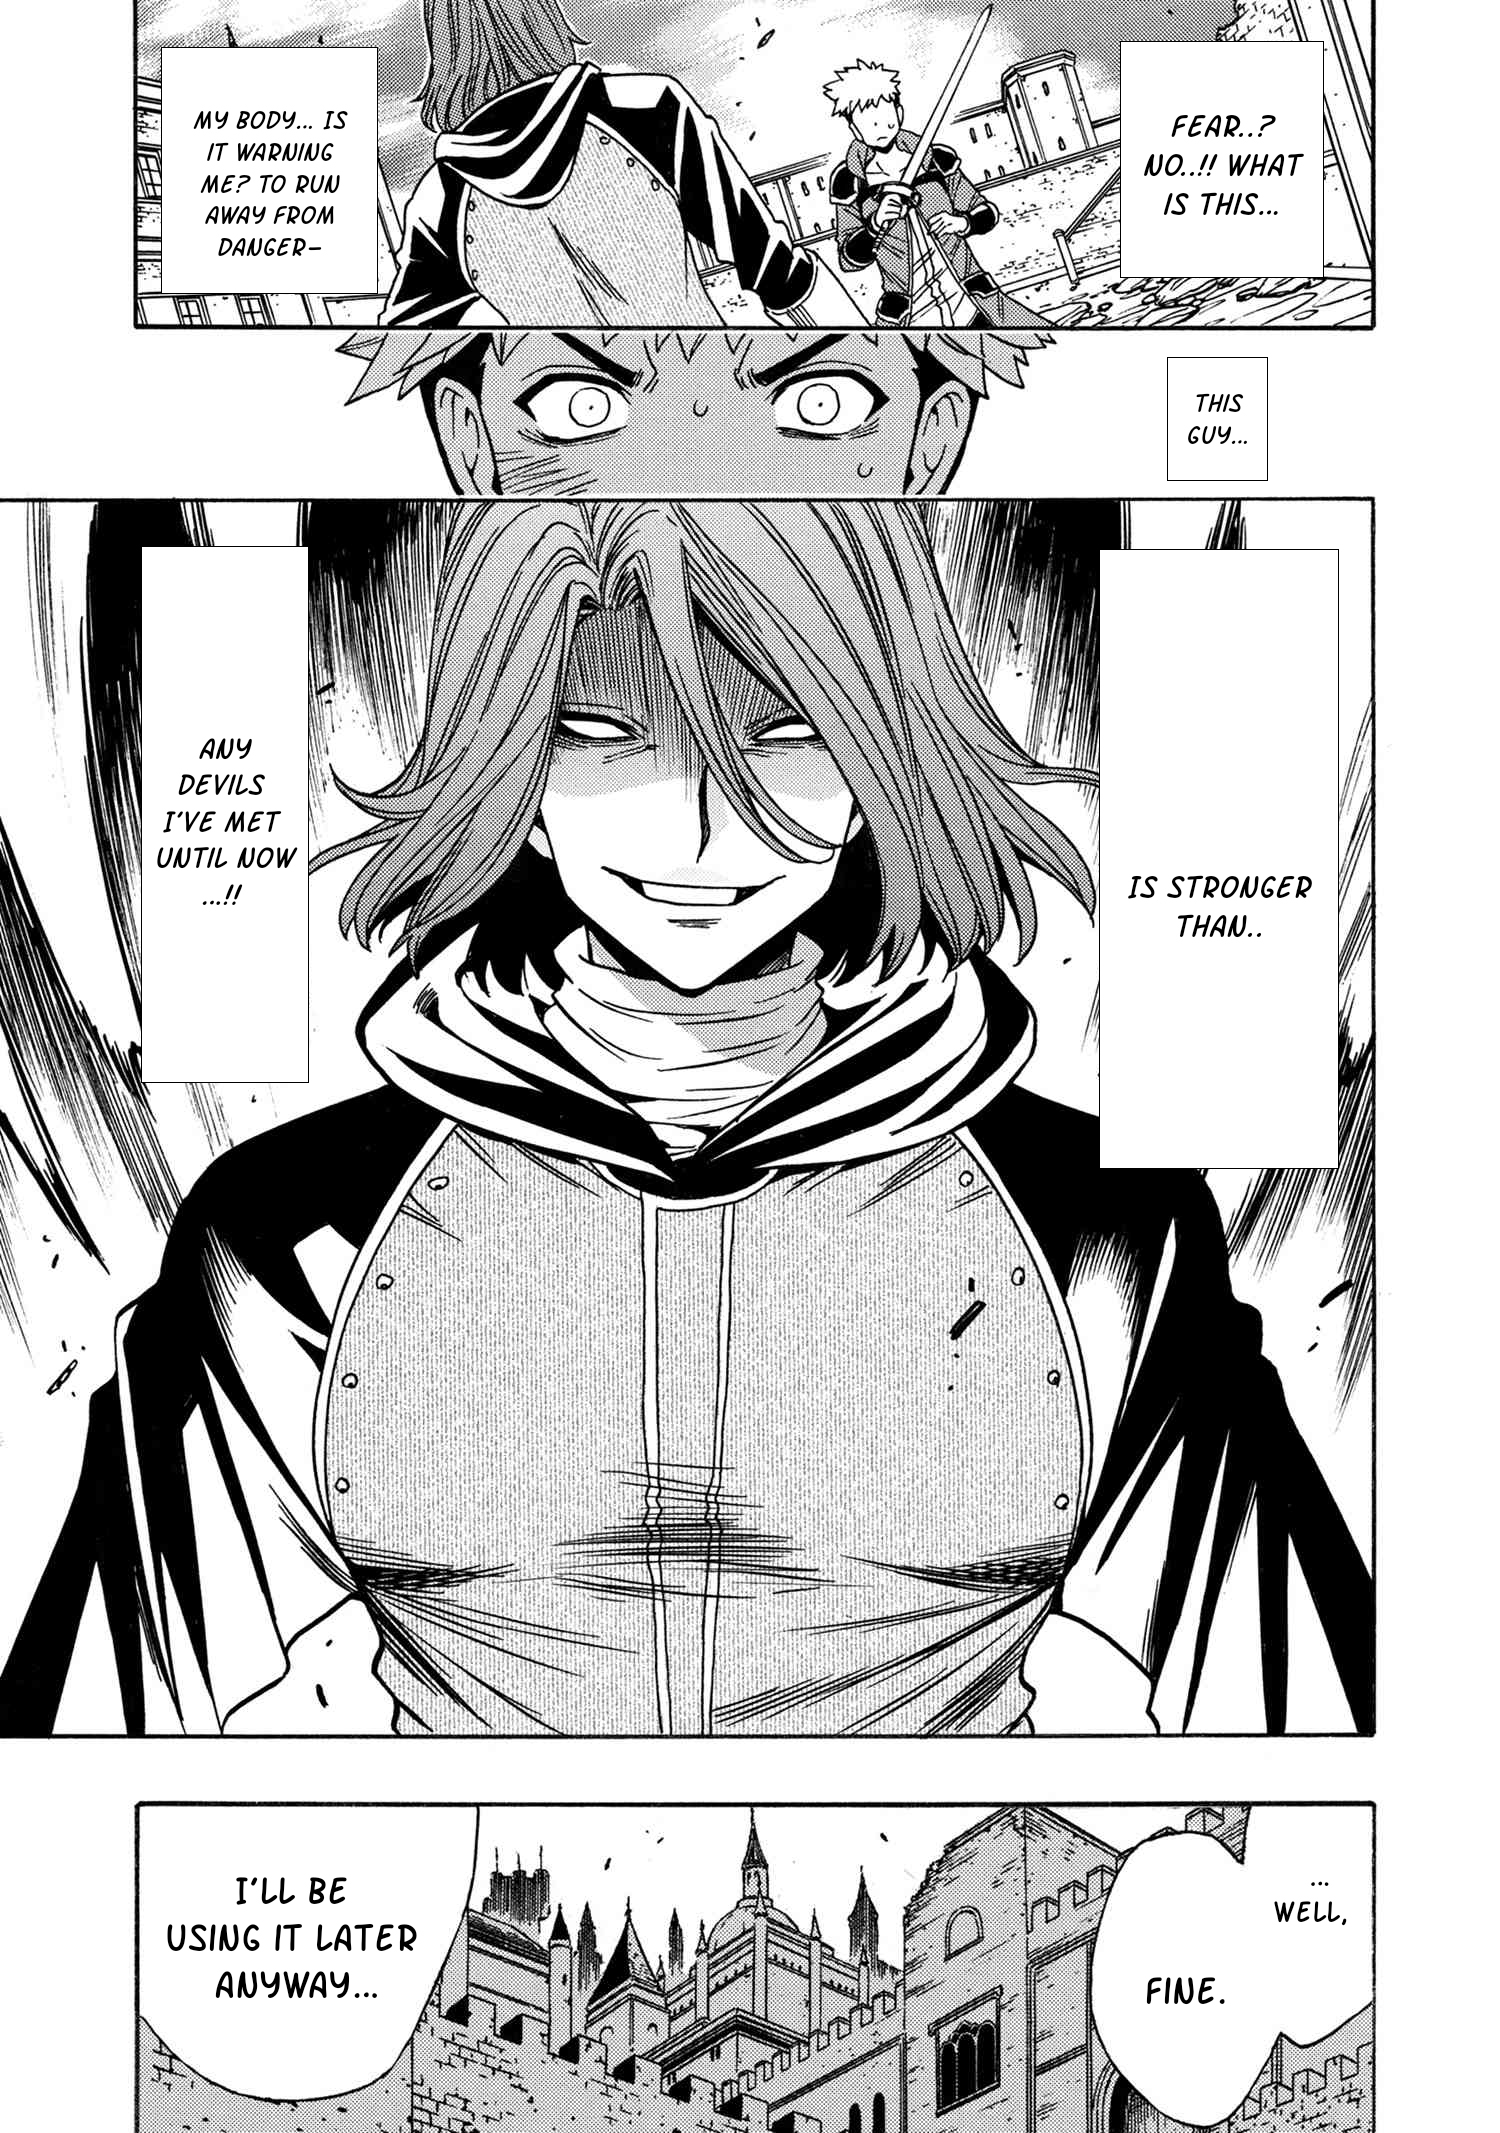 FEAR..?
NO..!! WHAT
IS THIS...
MY BODY... IS
IT WARNING
ME? TO RUN
AWAY FROM
DANGER-
THIS
GUY...
IS STRONGER
THAN..
ANY
DEVILS
I'VE MET
UNTIL NOW
...!!
...
WELL,
FINE.
I'LL BE
USING IT LATER
ANYWAY...